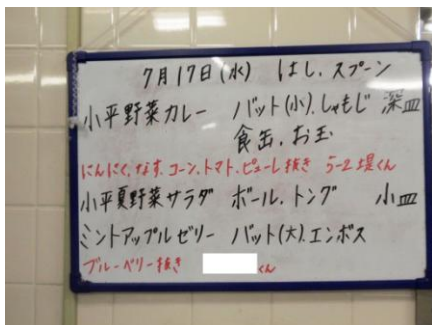 7月17日(水) はし、スプーン
小平野菜カレー バット(小)、しゃもじ 深皿
食缶、お玉
にんにく、なす、コーン、トマト、ピューレ抜き 5-2 堤くん
小平夏野菜サラダ ボール、トング 小皿
ミントアップルゼリー バット(大)、エンボス
ブルーベリー抜き くん